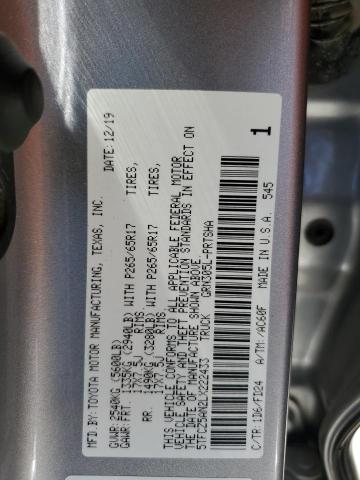 MFD BY:TOYOTA MOTOR MANUFACTURING, TEXAS, INC. DATE: 12/19
GVWR: 2540KG (5600LB)
GAWR: FRT. 1335KG (2940LB) WITH P265/65R17 TIRES,
17X7.5J RIMS
RR. 1490KG (3280LB) WITH P265/65R17 TIRES,
17X7.5J RIMS
THIS VEHICLE CONFORMS TO ALL APPLICABLE FEDERAL MOTOR
VEHICLE SAFETY AND THEFT PREVENTION STANDARDS IN EFFECT ON
THE DATE OF MANUFACTURE SHOWN ABOVE.
5TFCZ5AN2LX222433 TRUCK GRN305L-PRTSHA
C/TR: 1D6/FD24 A/TM: -/AC60F MADE IN U.S.A. 545
1